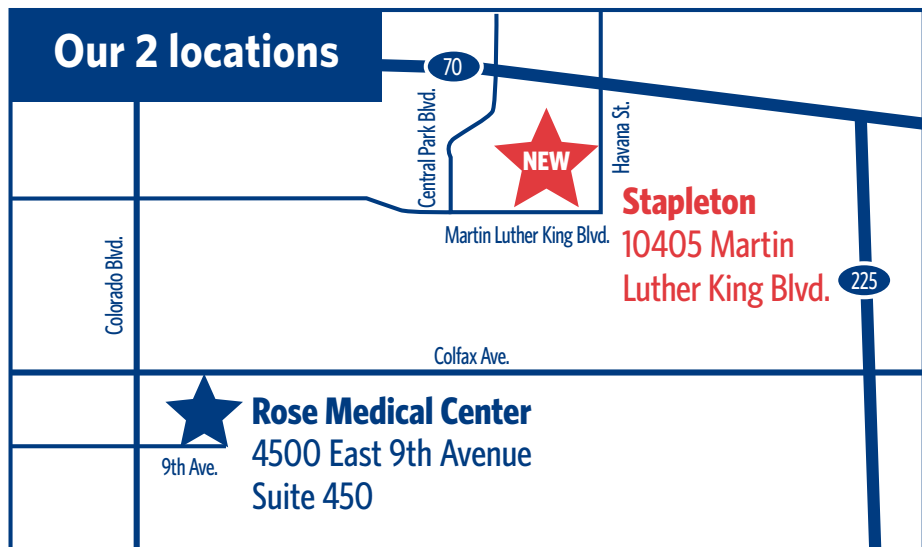 Our 2 locations
70
Central Park Blvd.
Havana St.
NEW
Stapleton
10405 Martin
Luther King Blvd.
Martin Luther King Blvd.
225
Colorado Blvd.
Colfax Ave.
Rose Medical Center
4500 East 9th Avenue
Suite 450
9th Ave.